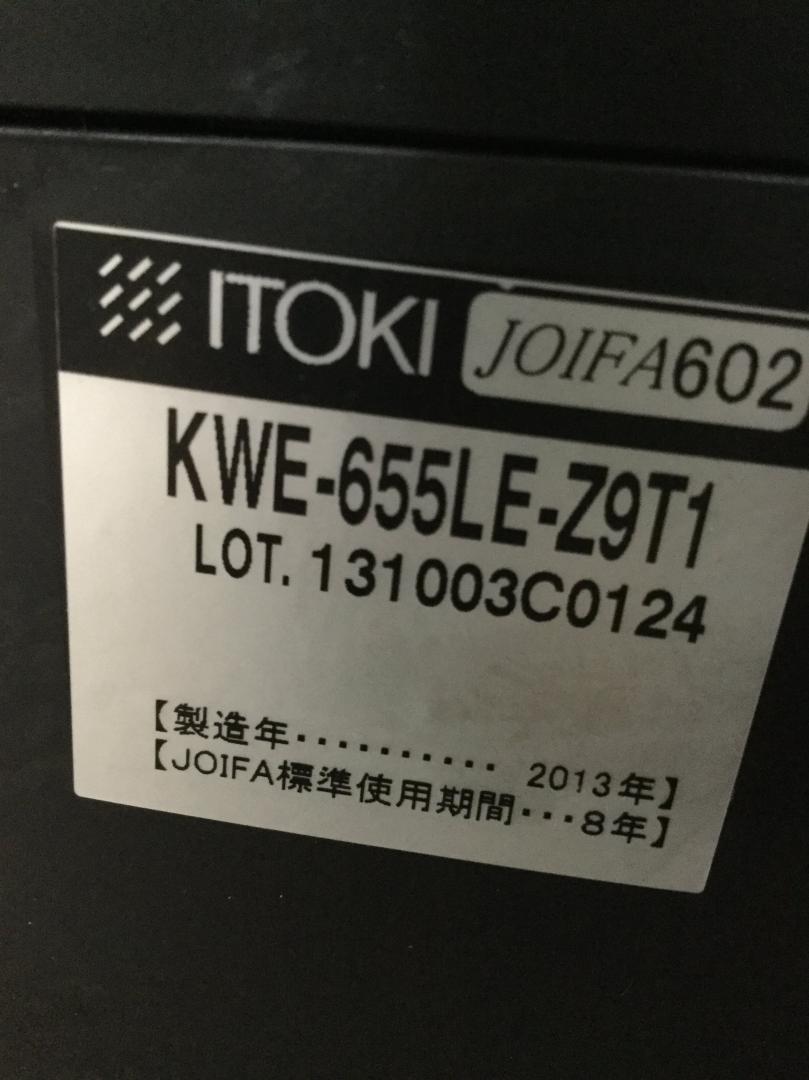 ITOKI JOIFA602
KWE-655LE-Z9T1
LOT. 131003C0124
【製造年・・・・・・・・・・ 2013年】
【JOIFA標準使用期間・・・8年】